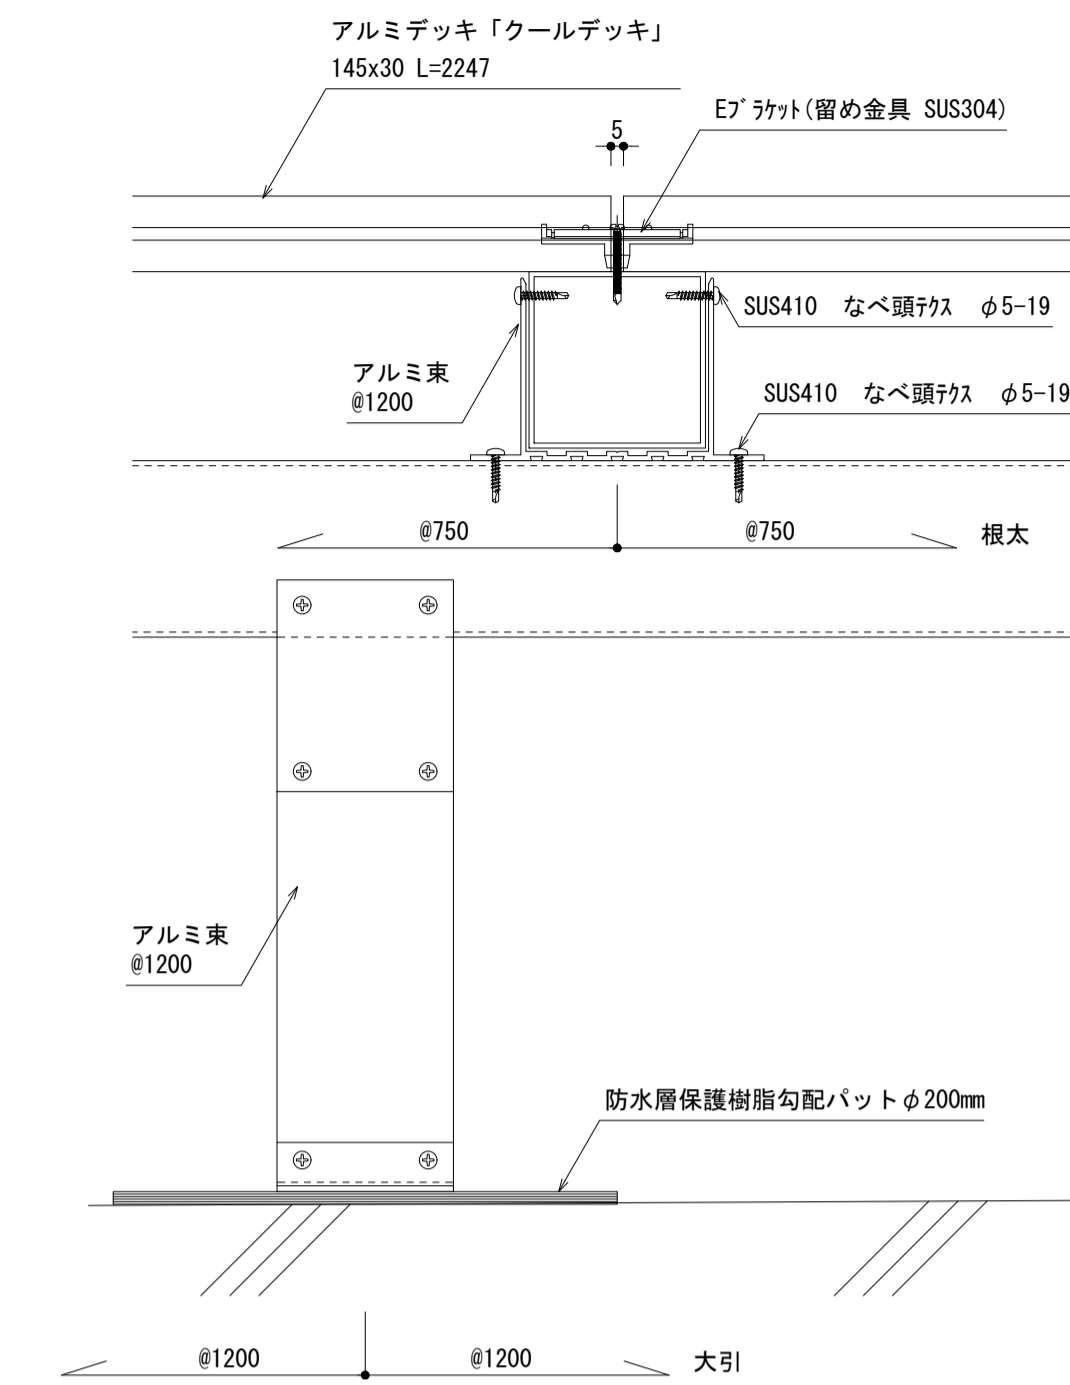 アルミデッキ「クールデッキ」
145x30 L=2247
Eﾌﾞﾗｹｯﾄ(留め金具 SUS304)
5
SUS410 なべ頭ﾃｸｽ φ5-19
アルミ束
@1200
SUS410 なべ頭ﾃｸｽ φ5-19
@750
@750
根太
アルミ束
@1200
防水層保護樹脂勾配パットφ200mm
@1200
@1200
大引